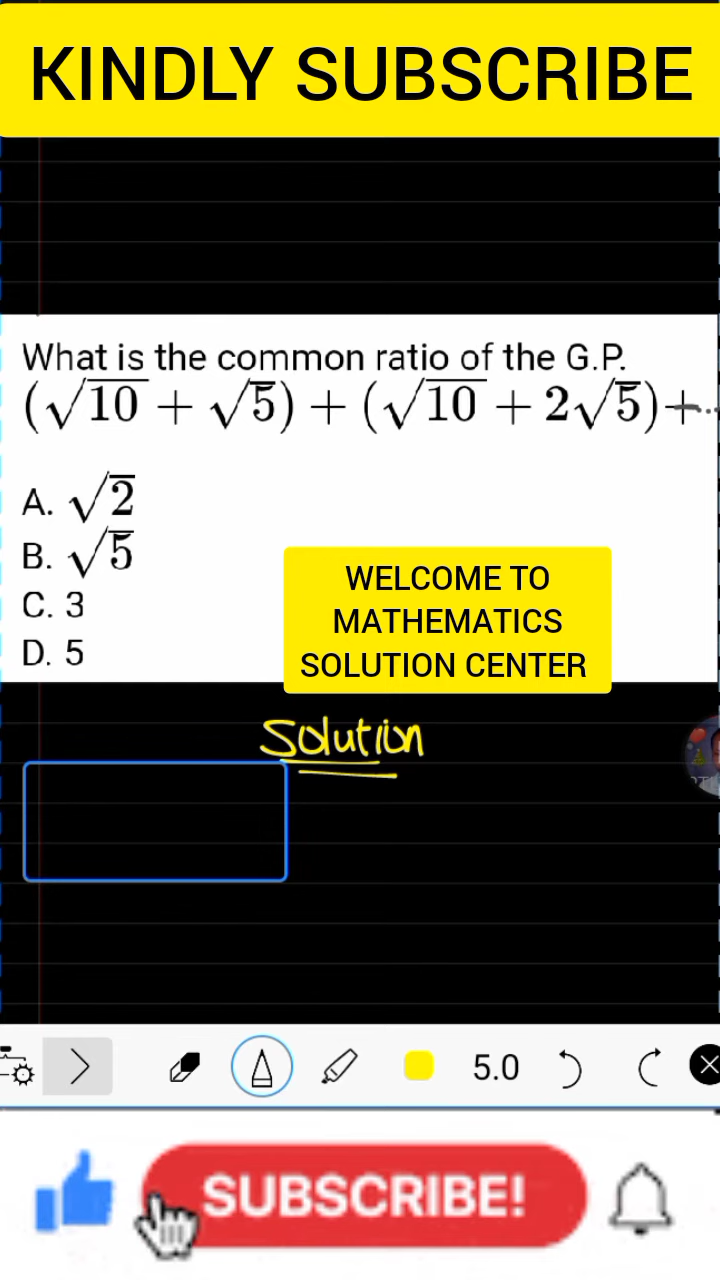 KINDLY SUBSCRIBE
What is the common ratio of the G.P.
(√10 + √5) + (√10 + 2√5)+...
A. √2
B. √5
C. 3
D. 5
WELCOME TO
MATHEMATICS
SOLUTION CENTER
Solution
5.0
SUBSCRIBE!